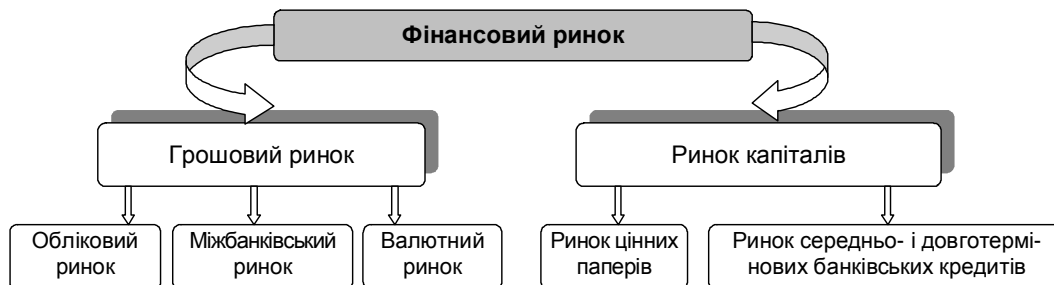 Фінансовий ринок
Грошовий ринок
Ринок капіталів
Обліковий
ринок
Міжбанківський
ринок
Валютний
ринок
Ринок цінних
паперів
Ринок середньо- і довготермі-
нових банківських кредитів